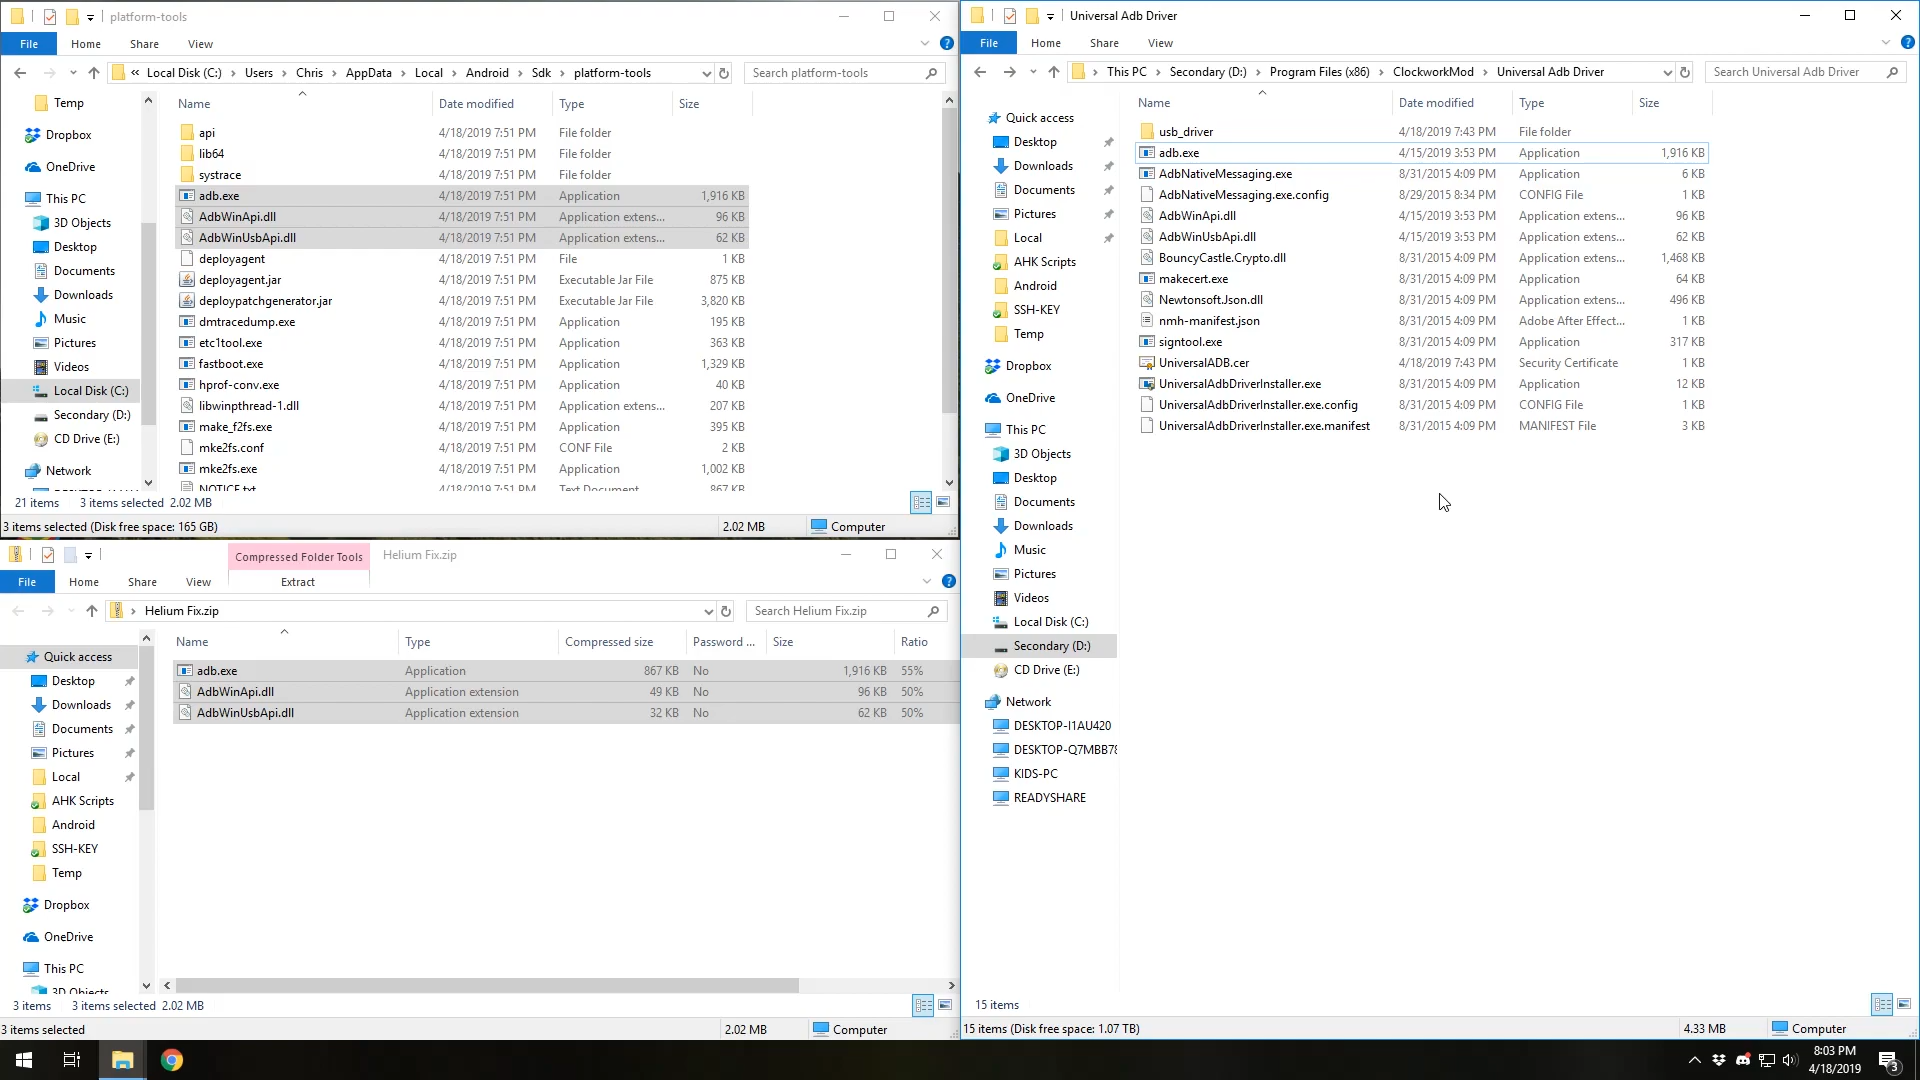 platform-tools
File Home Share View
« Local Disk (C:) › Users › Chris › AppData › Local › Android › Sdk › platform-tools
Search platform-tools
Temp
Dropbox
OneDrive
This PC
3D Objects
Desktop
Documents
Downloads
Music
Pictures
Videos
Local Disk (C:)
Secondary (D:)
CD Drive (E:)
Network
Name Date modified Type Size
api 4/18/2019 7:51 PM File folder
lib64 4/18/2019 7:51 PM File folder
systrace 4/18/2019 7:51 PM File folder
adb.exe 4/18/2019 7:51 PM Application 1,916 KB
AdbWinApi.dll 4/18/2019 7:51 PM Application extens... 96 KB
AdbWinUsbApi.dll 4/18/2019 7:51 PM Application extens... 62 KB
deployagent 4/18/2019 7:51 PM File 1 KB
deployagent.jar 4/18/2019 7:51 PM Executable Jar File 875 KB
deploypatchgenerator.jar 4/18/2019 7:51 PM Executable Jar File 3,820 KB
dmtracedump.exe 4/18/2019 7:51 PM Application 195 KB
etc1tool.exe 4/18/2019 7:51 PM Application 363 KB
fastboot.exe 4/18/2019 7:51 PM Application 1,329 KB
hprof-conv.exe 4/18/2019 7:51 PM Application 40 KB
libwinpthread-1.dll 4/18/2019 7:51 PM Application extens... 207 KB
make_f2fs.exe 4/18/2019 7:51 PM Application 395 KB
mke2fs.conf 4/18/2019 7:51 PM CONF File 2 KB
mke2fs.exe 4/18/2019 7:51 PM Application 1,002 KB
NOTICE.txt 4/18/2019 7:51 PM Text Document 867 KB
21 items 3 items selected 2.02 MB
3 items selected (Disk free space: 165 GB) 2.02 MB Computer
Compressed Folder Tools Helium Fix.zip
File Home Share View Extract
› Helium Fix.zip
Search Helium Fix.zip
Quick access
Desktop
Downloads
Documents
Pictures
Local
AHK Scripts
Android
SSH-KEY
Temp
Dropbox
OneDrive
This PC
3D Objects
Name Type Compressed size Password ... Size Ratio
adb.exe Application 867 KB No 1,916 KB 55%
AdbWinApi.dll Application extension 49 KB No 96 KB 50%
AdbWinUsbApi.dll Application extension 32 KB No 62 KB 50%
3 items 3 items selected 2.02 MB
3 items selected 2.02 MB Computer
Universal Adb Driver
File Home Share View
› This PC › Secondary (D:) › Program Files (x86) › ClockworkMod › Universal Adb Driver
Search Universal Adb Driver
Quick access
Desktop
Downloads
Documents
Pictures
Local
AHK Scripts
Android
SSH-KEY
Temp
Dropbox
OneDrive
This PC
3D Objects
Desktop
Documents
Downloads
Music
Pictures
Videos
Local Disk (C:)
Secondary (D:)
CD Drive (E:)
Network
DESKTOP-I1AU420
DESKTOP-Q7MBB78
KIDS-PC
READYSHARE
Name Date modified Type Size
usb_driver 4/18/2019 7:43 PM File folder
adb.exe 4/15/2019 3:53 PM Application 1,916 KB
AdbNativeMessaging.exe 8/31/2015 4:09 PM Application 6 KB
AdbNativeMessaging.exe.config 8/29/2015 8:34 PM CONFIG File 1 KB
AdbWinApi.dll 4/15/2019 3:53 PM Application extens... 96 KB
AdbWinUsbApi.dll 4/15/2019 3:53 PM Application extens... 62 KB
BouncyCastle.Crypto.dll 8/31/2015 4:09 PM Application extens... 1,468 KB
makecert.exe 8/31/2015 4:09 PM Application 64 KB
Newtonsoft.Json.dll 8/31/2015 4:09 PM Application extens... 496 KB
nmh-manifest.json 8/31/2015 4:09 PM Adobe After Effect... 1 KB
signtool.exe 8/31/2015 4:09 PM Application 317 KB
UniversalADB.cer 4/18/2019 7:43 PM Security Certificate 1 KB
UniversalAdbDriverInstaller.exe 8/31/2015 4:09 PM Application 12 KB
UniversalAdbDriverInstaller.exe.config 8/31/2015 4:09 PM CONFIG File 1 KB
UniversalAdbDriverInstaller.exe.manifest 8/31/2015 4:09 PM MANIFEST File 3 KB
15 items
15 items (Disk free space: 1.07 TB) 4.33 MB Computer
8:03 PM
4/18/2019
3